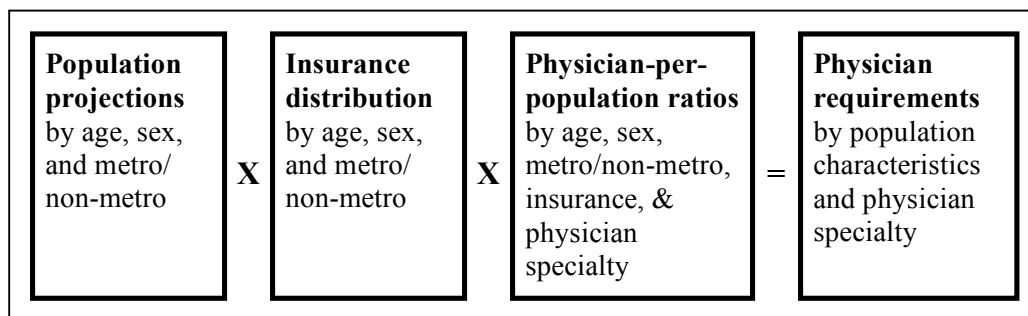 Population
projections
by age, sex,
and metro/
non-metro
X
Insurance
distribution
by age, sex,
and metro/
non-metro
X
Physician-per-
population ratios
by age, sex,
metro/non-metro,
insurance, &
physician
specialty
=
Physician
requirements
by population
characteristics
and physician
specialty